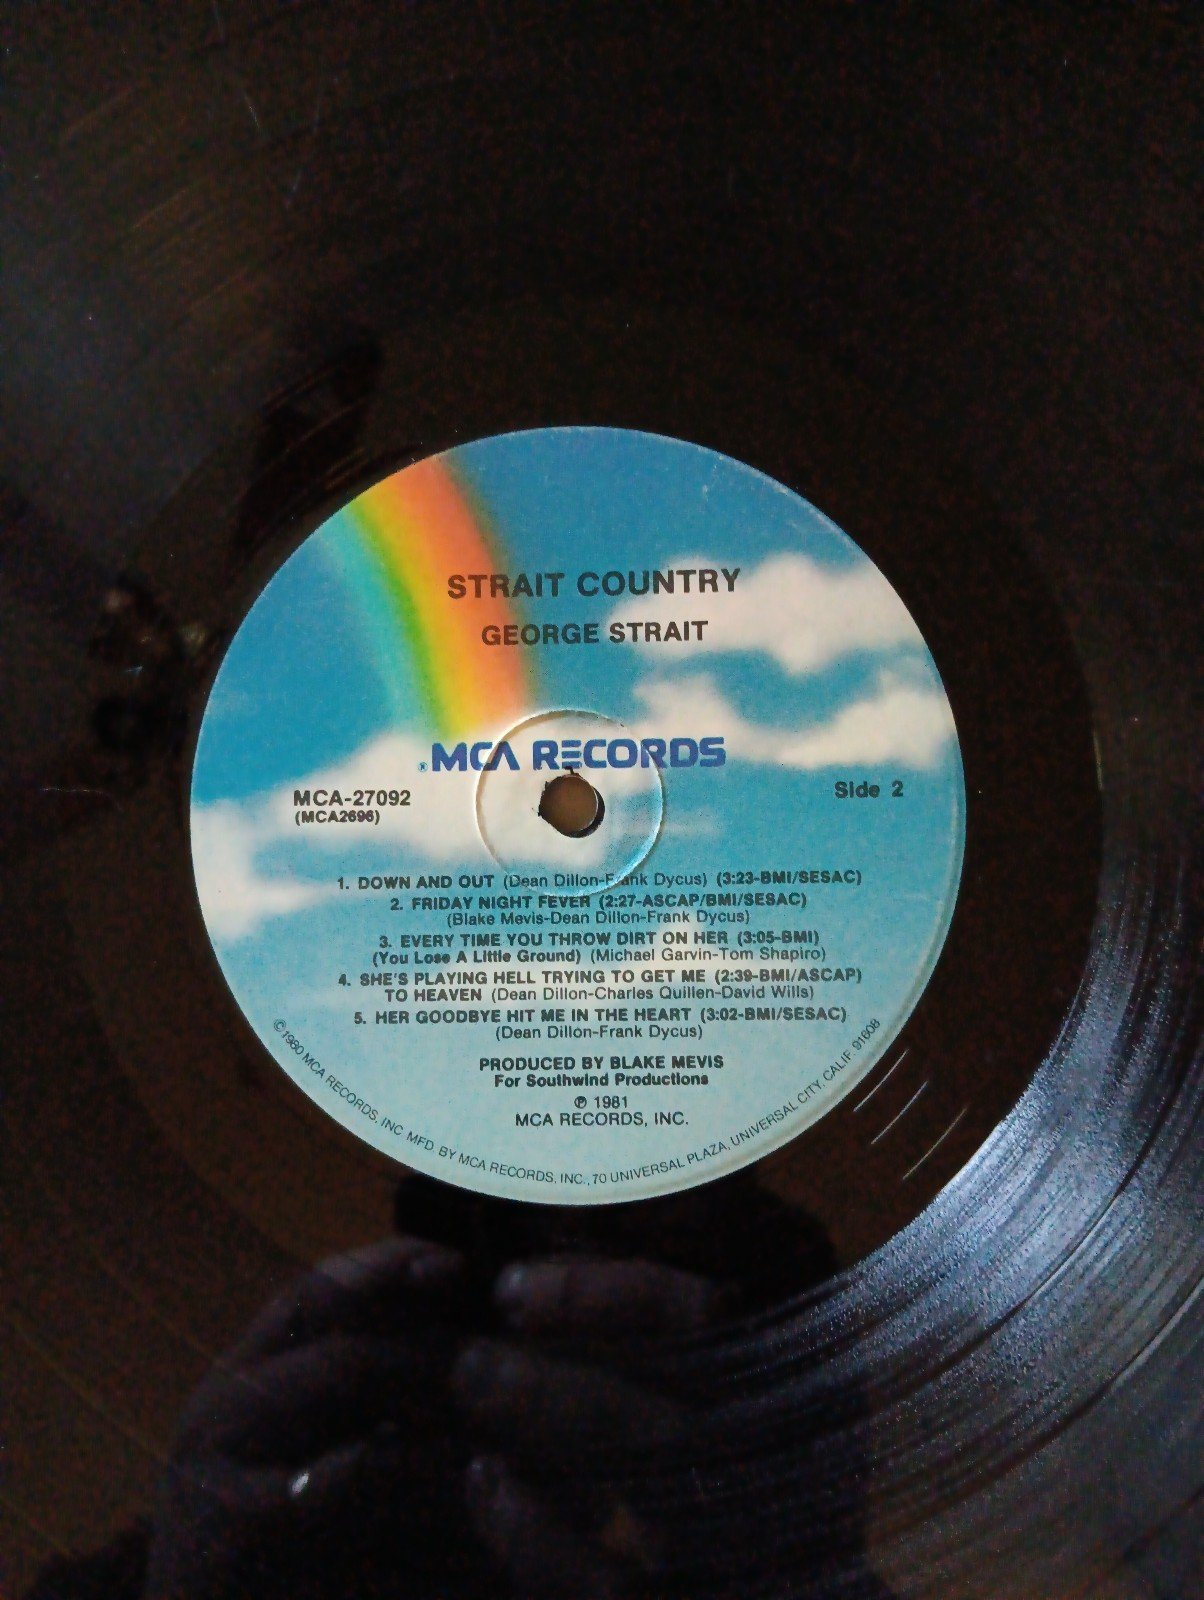 STRAIT COUNTRY
GEORGE STRAIT
®MCA RECORDS
MCA-27092
(MCA2696)
Side 2
1. DOWN AND OUT (Dean Dillon-Frank Dycus) (3:23-BMI/SESAC)
2. FRIDAY NIGHT FEVER (2:27-ASCAP/BMI/SESAC)
(Blake Mevis-Dean Dillon-Frank Dycus)
3. EVERY TIME YOU THROW DIRT ON HER (3:05-BMI)
(You Lose A Little Ground) (Michael Garvin-Tom Shapiro)
4. SHE'S PLAYING HELL TRYING TO GET ME (2:39-BMI/ASCAP)
TO HEAVEN (Dean Dillon-Charles Quillen-David Wills)
5. HER GOODBYE HIT ME IN THE HEART (3:02-BMI/SESAC)
(Dean Dillon-Frank Dycus)
PRODUCED BY BLAKE MEVIS
For Southwind Productions
℗ 1981
MCA RECORDS, INC.
©1980 MCA RECORDS, INC MFD. BY MCA RECORDS, INC., 70 UNIVERSAL PLAZA, UNIVERSAL CITY, CALIF. 91608